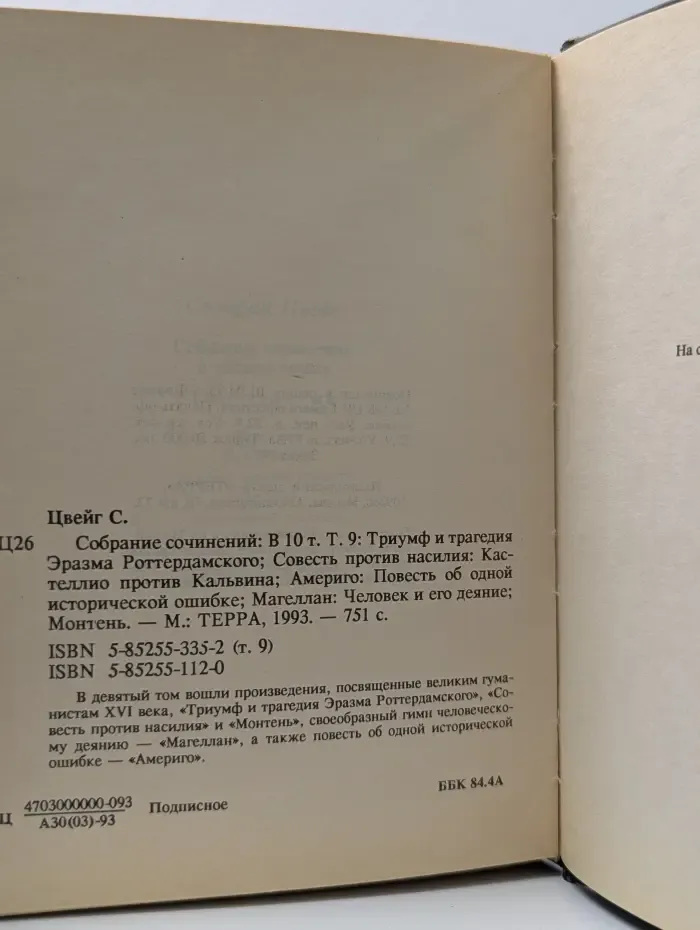 Цвейг С.
Ц26 Собрание сочинений: В 10 т. Т. 9: Триумф и трагедия
Эразма Роттердамского; Совесть против насилия: Кас-
теллио против Кальвина; Америго: Повесть об одной
исторической ошибке; Магеллан: Человек и его деяние;
Монтень. — М.: ТЕРРА, 1993. — 751 с.
ISBN 5-85255-335-2 (т. 9)
ISBN 5-85255-112-0
В девятый том вошли произведения, посвященные великим гума-
нистам XVI века, «Триумф и трагедия Эразма Роттердамского», «Со-
весть против насилия» и «Монтень», своеобразный гимн человеческо-
му деянию — «Магеллан», а также повесть об одной исторической
ошибке — «Америго».
Ц 4703000000-093 Подписное
А30(03)-93
ББК 84.4А
На